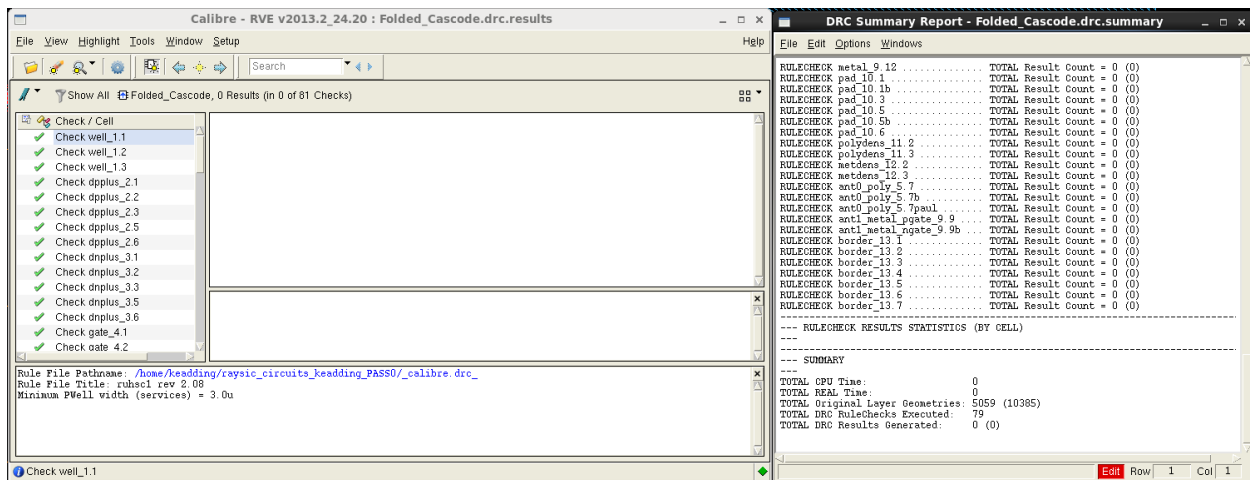 Calibre - RVE v2013.2_24.20 : Folded_Cascode.drc.results
File View Highlight Tools Window Setup Help
Search
Show All Folded_Cascode, 0 Results (in 0 of 81 Checks)
Check / Cell
Check well_1.1
Check well_1.2
Check well_1.3
Check dpplus_2.1
Check dpplus_2.2
Check dpplus_2.3
Check dpplus_2.5
Check dpplus_2.6
Check dnplus_3.1
Check dnplus_3.2
Check dnplus_3.3
Check dnplus_3.5
Check dnplus_3.6
Check gate_4.1
Check gate_4.2
Rule File Pathname: /home/keadding/raysic_circuits_keadding_PASS0/_calibre.drc_
Rule File Title: ruhsc1 rev 2.08
Minimum PWell width (services) = 3.0u
Check well_1.1
DRC Summary Report - Folded_Cascode.drc.summary
File Edit Options Windows
RULECHECK metal_9.12 .............. TOTAL Result Count = 0 (0)
RULECHECK pad_10.1 ................ TOTAL Result Count = 0 (0)
RULECHECK pad_10.1b ............... TOTAL Result Count = 0 (0)
RULECHECK pad_10.3 ................ TOTAL Result Count = 0 (0)
RULECHECK pad_10.5 ................ TOTAL Result Count = 0 (0)
RULECHECK pad_10.5b ............... TOTAL Result Count = 0 (0)
RULECHECK pad_10.6 ................ TOTAL Result Count = 0 (0)
RULECHECK polydens_11.2 ........... TOTAL Result Count = 0 (0)
RULECHECK polydens_11.3 ........... TOTAL Result Count = 0 (0)
RULECHECK metdens_12.2 ............ TOTAL Result Count = 0 (0)
RULECHECK metdens_12.3 ............ TOTAL Result Count = 0 (0)
RULECHECK ant0_poly_5.7 ........... TOTAL Result Count = 0 (0)
RULECHECK ant0_poly_5.7b .......... TOTAL Result Count = 0 (0)
RULECHECK ant0_poly_5.7paul ....... TOTAL Result Count = 0 (0)
RULECHECK ant1_metal_pgate_9.9 .... TOTAL Result Count = 0 (0)
RULECHECK ant1_metal_ngate_9.9b ... TOTAL Result Count = 0 (0)
RULECHECK border_13.1 ............. TOTAL Result Count = 0 (0)
RULECHECK border_13.2 ............. TOTAL Result Count = 0 (0)
RULECHECK border_13.3 ............. TOTAL Result Count = 0 (0)
RULECHECK border_13.4 ............. TOTAL Result Count = 0 (0)
RULECHECK border_13.5 ............. TOTAL Result Count = 0 (0)
RULECHECK border_13.6 ............. TOTAL Result Count = 0 (0)
RULECHECK border_13.7 ............. TOTAL Result Count = 0 (0)
--- RULECHECK RESULTS STATISTICS (BY CELL)
---
--- SUMMARY
---
TOTAL CPU Time: 0
TOTAL REAL Time: 0
TOTAL Original Layer Geometries: 5059 (10385)
TOTAL DRC RuleChecks Executed: 79
TOTAL DRC Results Generated: 0 (0)
Edit Row 1 Col 1